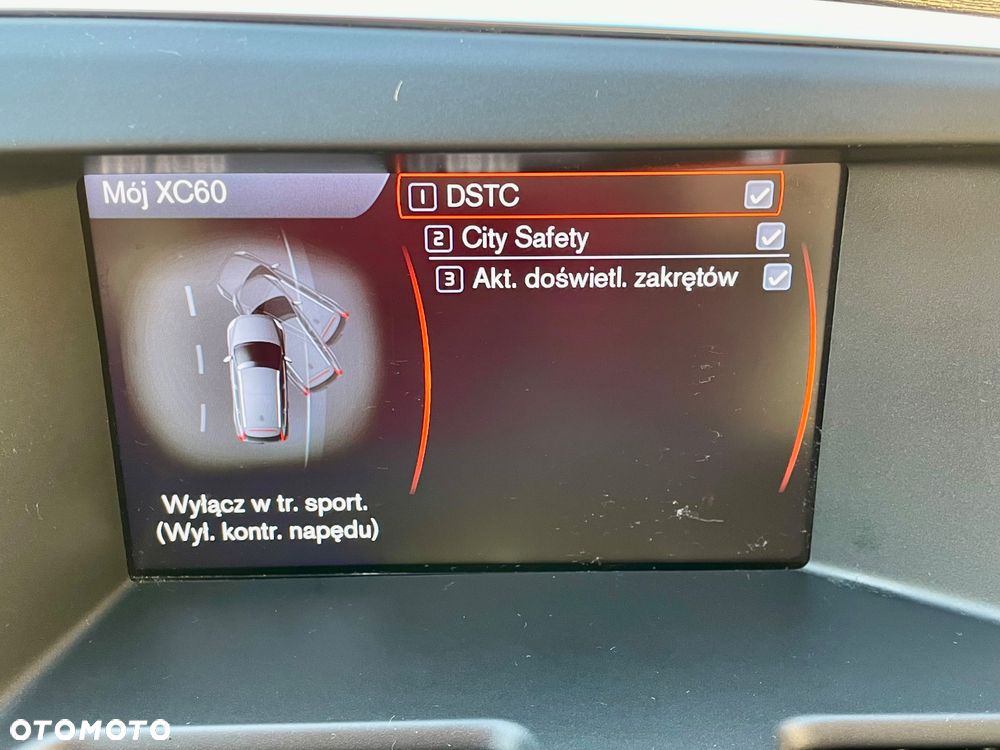 Mój XC60
1 DSTC
2 City Safety
3 Akt. doświetl. zakrętów
Wyłącz w tr. sport.
(Wył. kontr. napędu)
OTOMOTO